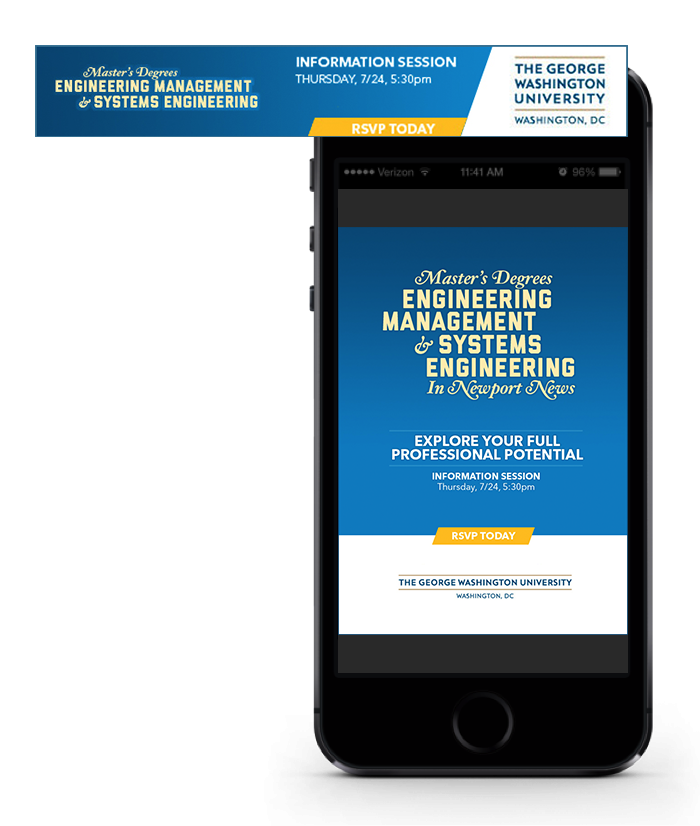 Master's Degrees
ENGINEERING MANAGEMENT
& SYSTEMS ENGINEERING
INFORMATION SESSION
THURSDAY, 7/24, 5:30pm
RSVP TODAY
THE GEORGE
WASHINGTON
UNIVERSITY
WASHINGTON, DC
Verizon 11:41 AM 96%
Master's Degrees
ENGINEERING
MANAGEMENT
& SYSTEMS
ENGINEERING
In Newport News
EXPLORE YOUR FULL
PROFESSIONAL POTENTIAL
INFORMATION SESSION
Thursday, 7/24, 5:30pm
RSVP TODAY
THE GEORGE WASHINGTON UNIVERSITY
WASHINGTON, DC